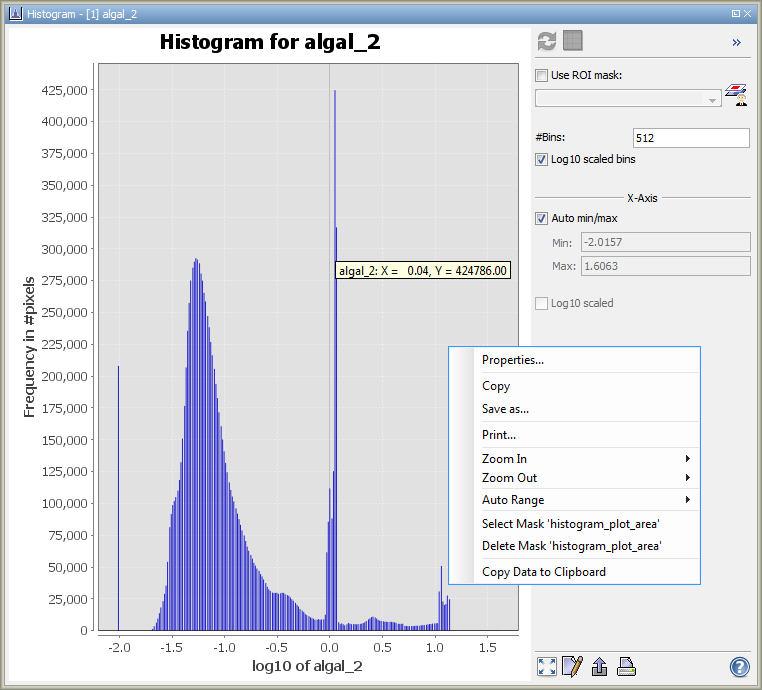 Histogram - [1] algal_2
Histogram for algal_2
425,000
400,000
375,000
350,000
325,000
300,000
275,000
250,000
225,000
200,000
175,000
150,000
125,000
100,000
75,000
50,000
25,000
0
Frequency in #pixels
-2.0 -1.5 -1.0 -0.5 0.0 0.5 1.0 1.5
log10 of algal_2
algal_2: X = 0.04, Y = 424786.00
»
Use ROI mask:
#Bins: 512
Log10 scaled bins
X-Axis
Auto min/max
Min: -2.0157
Max: 1.6063
Log10 scaled
Properties...
Copy
Save as...
Print...
Zoom In
Zoom Out
Auto Range
Select Mask 'histogram_plot_area'
Delete Mask 'histogram_plot_area'
Copy Data to Clipboard
?